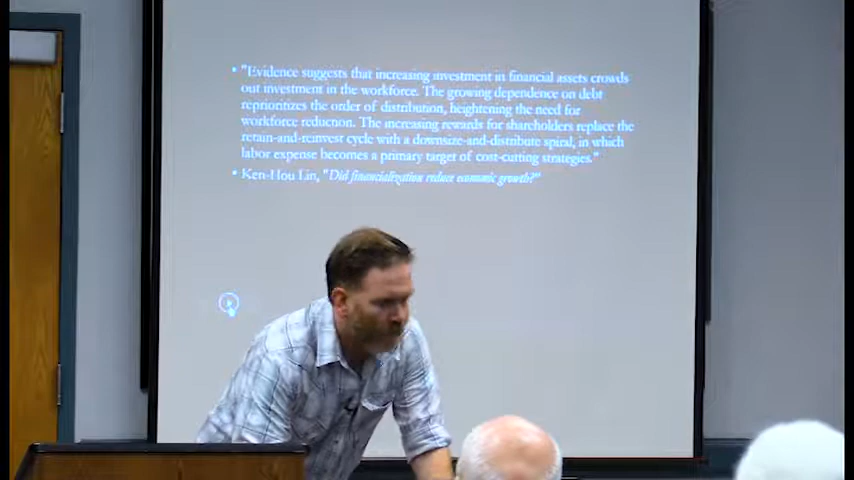 • "Evidence suggests that increasing investment in financial assets crowds
out investment in the workforce. The growing dependence on debt
reprioritizes the order of distribution, heightening the need for
workforce reduction. The increasing rewards for shareholders replace the
retain-and-reinvest cycle with a downsize-and-distribute spiral, in which
labor expense becomes a primary target of cost-cutting strategies."
• Ken-Hou Lin, "Did financialization reduce economic growth?"